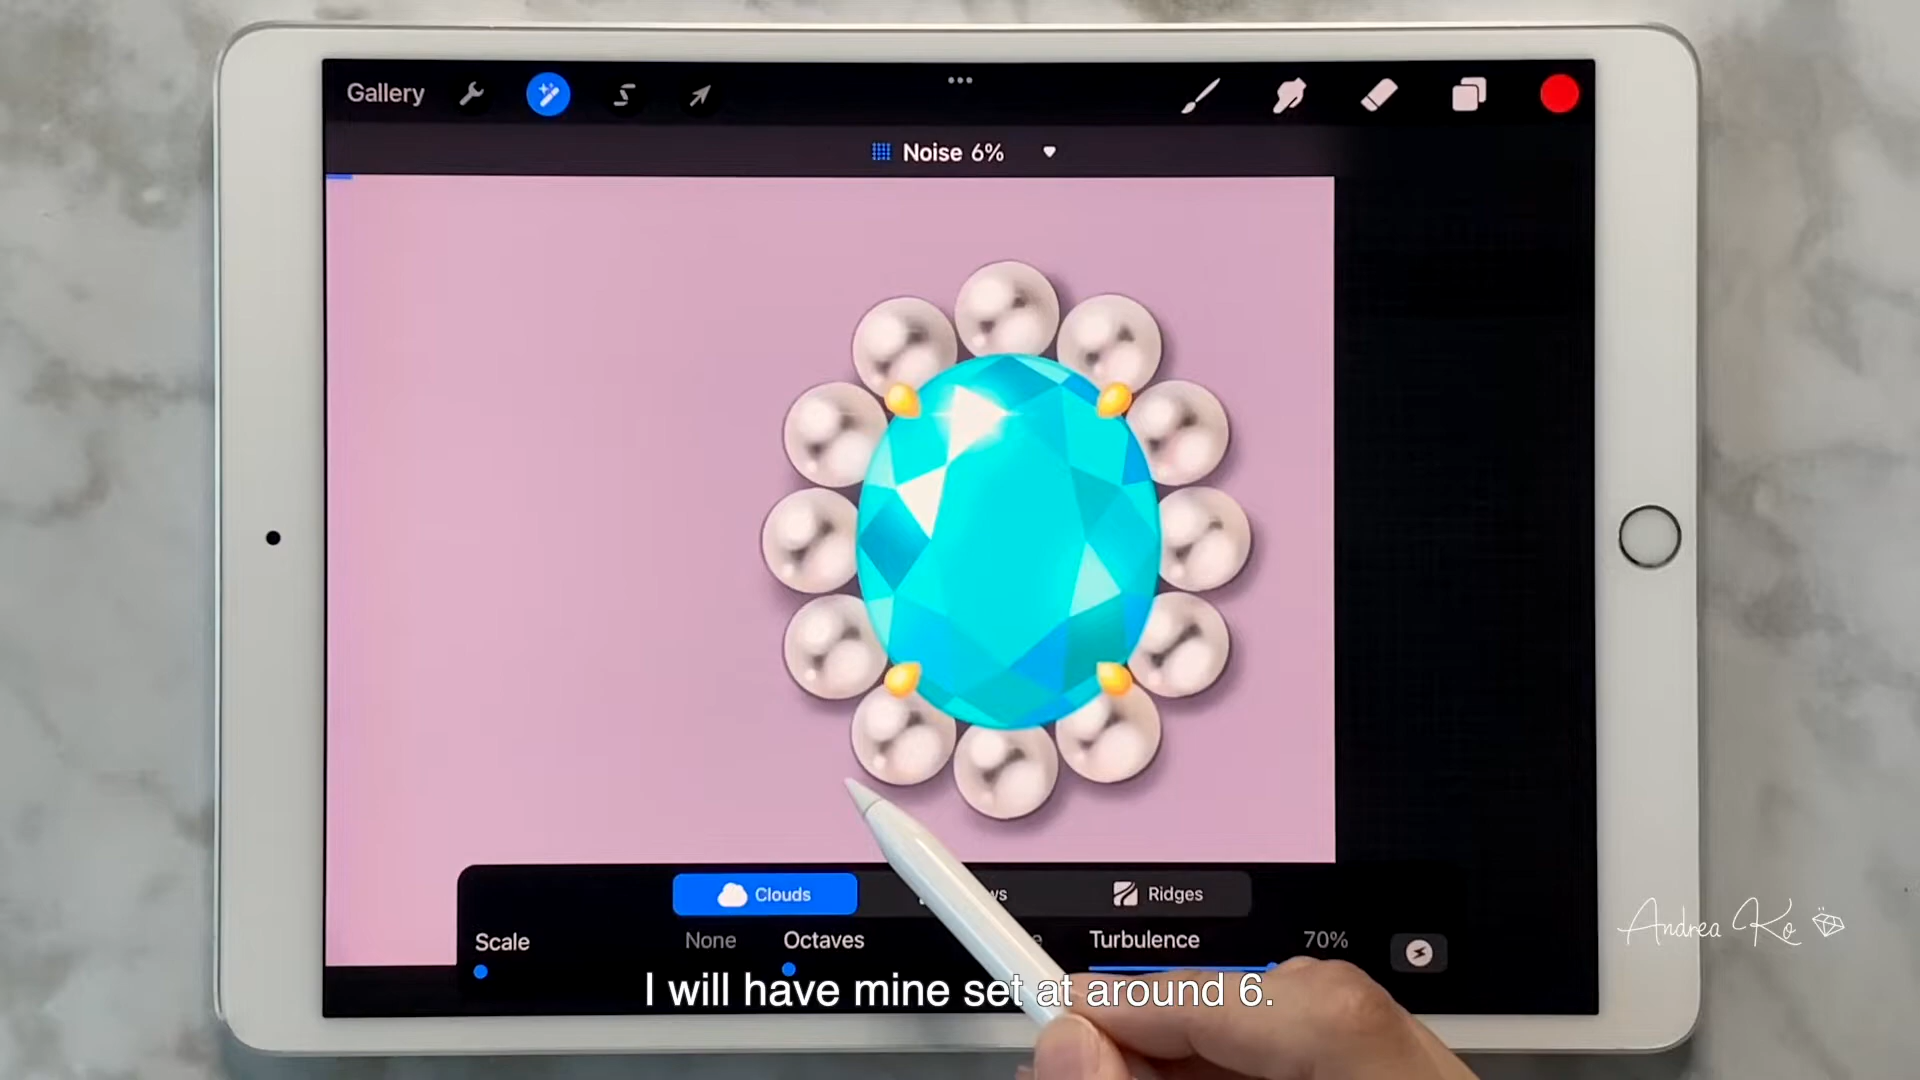 Gallery
Noise 6%
Clouds
Ridges
Scale
None
Octaves
Turbulence
70%
I will have mine set at around 6.
Andrea Ko